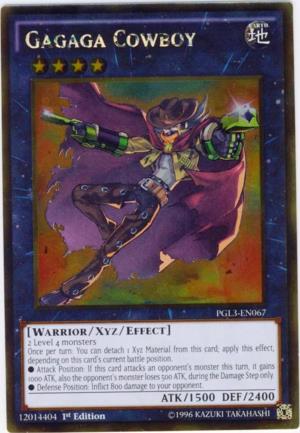 GAGAGA COWBOY
EARTH
地
PGL3-EN067
[WARRIOR/XYZ/EFFECT]
2 Level 4 monsters
Once per turn: You can detach 1 Xyz Material from this card; apply this effect,
depending on this card's current battle position.
● Attack Position: If this card attacks an opponent's monster this turn, it gains
1000 ATK, also the opponent's monster loses 500 ATK, during the Damage Step only.
● Defense Position: Inflict 800 damage to your opponent.
ATK/1500 DEF/2400
12014404 1st Edition ©1996 KAZUKI TAKAHASHI